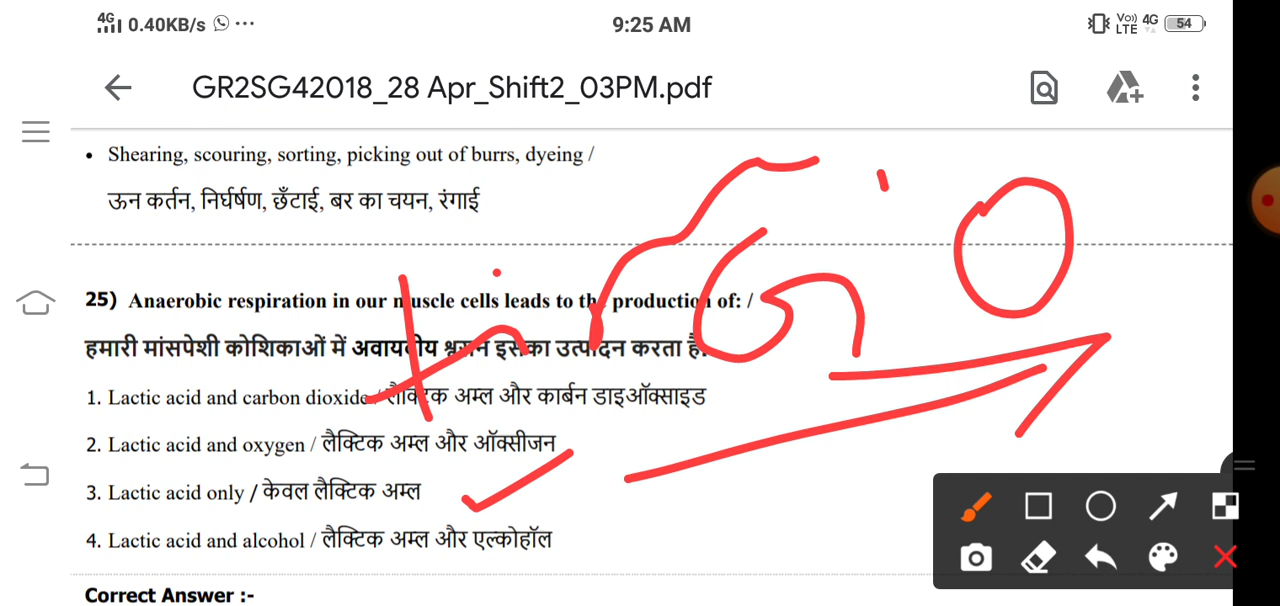 4G 0.40KB/s ... 9:25 AM Vo)) LTE 4G 54
GR2SG42018_28 Apr_Shift2_03PM.pdf
• Shearing, scouring, sorting, picking out of burrs, dyeing /
ऊन कर्तन, निर्घर्षण, छँटाई, बर का चयन, रंगाई
25) Anaerobic respiration in our muscle cells leads to the production of: /
हमारी मांसपेशी कोशिकाओं में अवायवीय श्वसन इसका उत्पादन करता है
1. Lactic acid and carbon dioxide / लैक्टिक अम्ल और कार्बन डाइऑक्साइड
2. Lactic acid and oxygen / लैक्टिक अम्ल और ऑक्सीजन
3. Lactic acid only / केवल लैक्टिक अम्ल
4. Lactic acid and alcohol / लैक्टिक अम्ल और एल्कोहॉल
Correct Answer :-